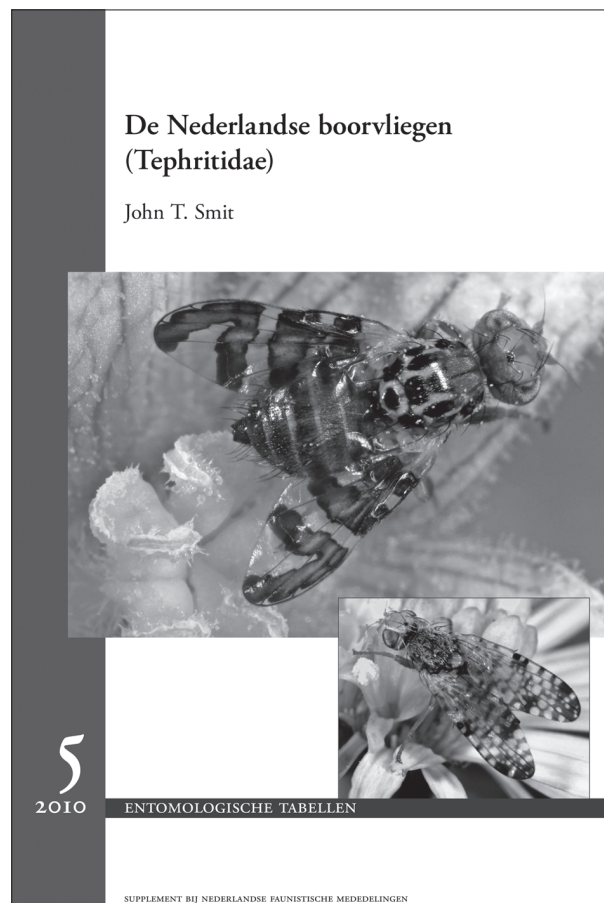 De Nederlandse boorvliegen
(Tephritidae)
John T. Smit
5
2010
ENTOMOLOGISCHE TABELLEN
SUPPLEMENT BIJ NEDERLANDSE FAUNISTISCHE MEDEDELINGEN